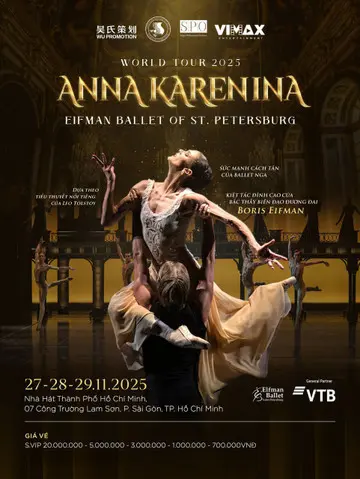 吴氏策划
WU PROMOTION
SPO
VIVAX
ENTERTAINMENT
WORLD TOUR 2025
ANNA KARENINA
EIFMAN BALLET OF ST. PETERSBURG
SỨC MẠNH CÁCH TÂN
CỦA BALLET NGA
DỰA THEO
TIỂU THUYẾT NỔI TIẾNG
CỦA LEO TOLSTOY
KIỆT TÁC ĐỈNH CAO CỦA
BẬC THẦY BIÊN ĐẠO ĐƯƠNG ĐẠI
BORIS EIFMAN
27-28-29.11.2025
Nhà Hát Thành Phố Hồ Chí Minh,
07 Công Trường Lam Sơn, P. Sài Gòn, TP. Hồ Chí Minh
Eifman
Ballet
General Partner
VTB
GIÁ VÉ
S.VIP 20.000.000 - 5.000.000 - 3.000.000 - 1.000.000 - 700.000VNĐ